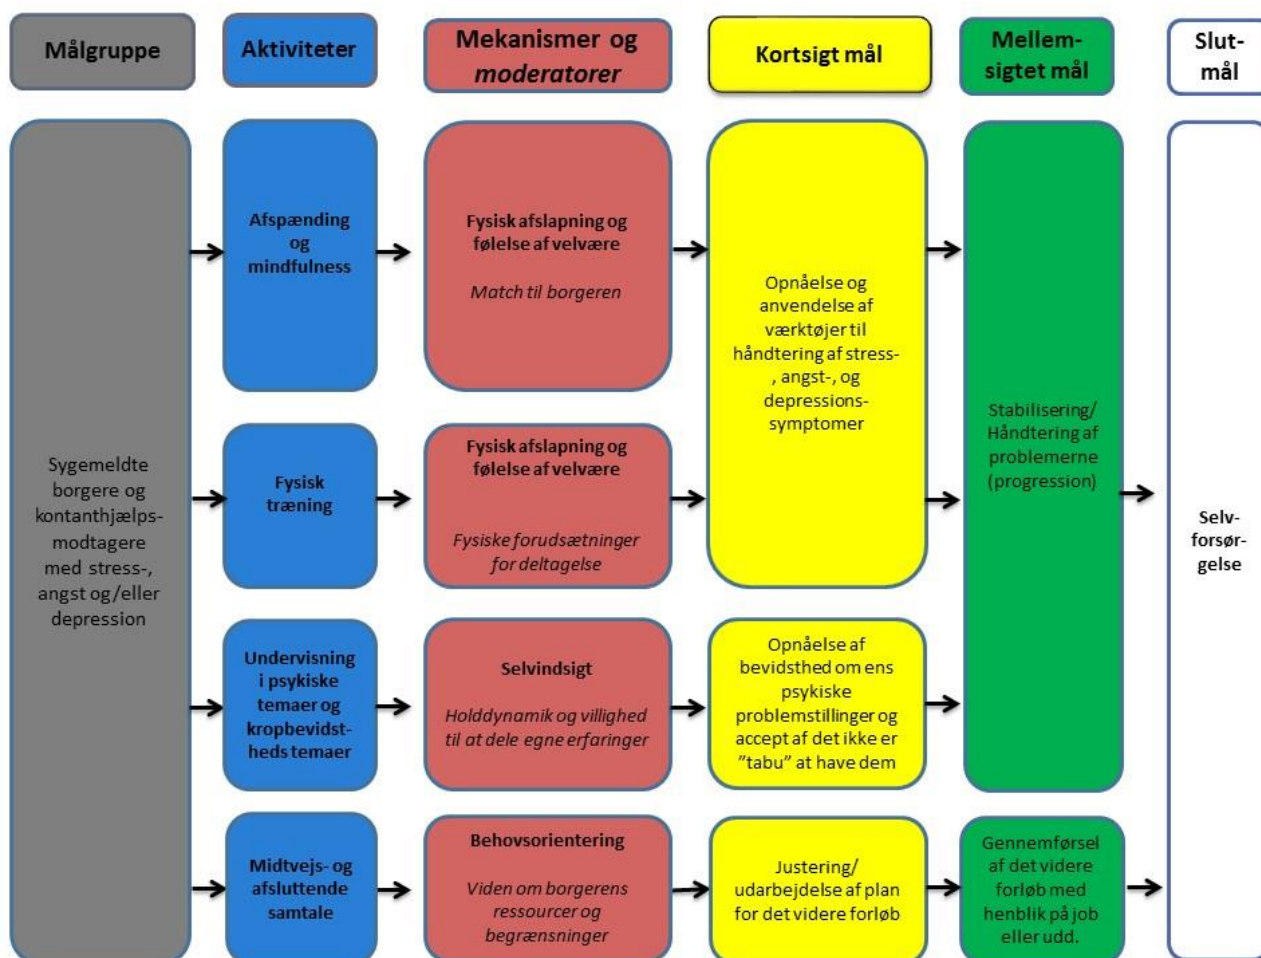 Målgruppe
Aktiviteter
Mekanismer og
moderatorer
Kortsigt mål
Mellem-
sigtet mål
Slut-
mål
Sygemeldte
borgere og
kontanthjælps-
modtagere
med stress-,
angst og/eller
depression
Afspænding
og
mindfulness
Fysisk afslapning og
følelse af velvære
Match til borgeren
Opnåelse og
anvendelse af
værktøjer til
håndtering af stress-
, angst-, og
depressions-
symptomer
Stabilisering/
Håndtering af
problemerne
(progression)
Selv-
forsør-
gelse
Fysisk
træning
Fysisk afslapning og
følelse af velvære
Fysiske forudsætninger
for deltagelse
Undervisning
i psykiske
temaer og
kropbevidst-
heds temaer
Selvindsigt
Holddynamik og villighed
til at dele egne erfaringer
Opnåelse af
bevidsthed om ens
psykiske
problemstillinger og
accept af det ikke er
”tabu” at have dem
Midtvejs- og
afsluttende
samtale
Behovsorientering
Viden om borgerens
ressourcer og
begrænsninger
Justering/
udarbejdelse af plan
for det videre forløb
Gennemførsel
af det videre
forløb med
henblik på job
eller udd.